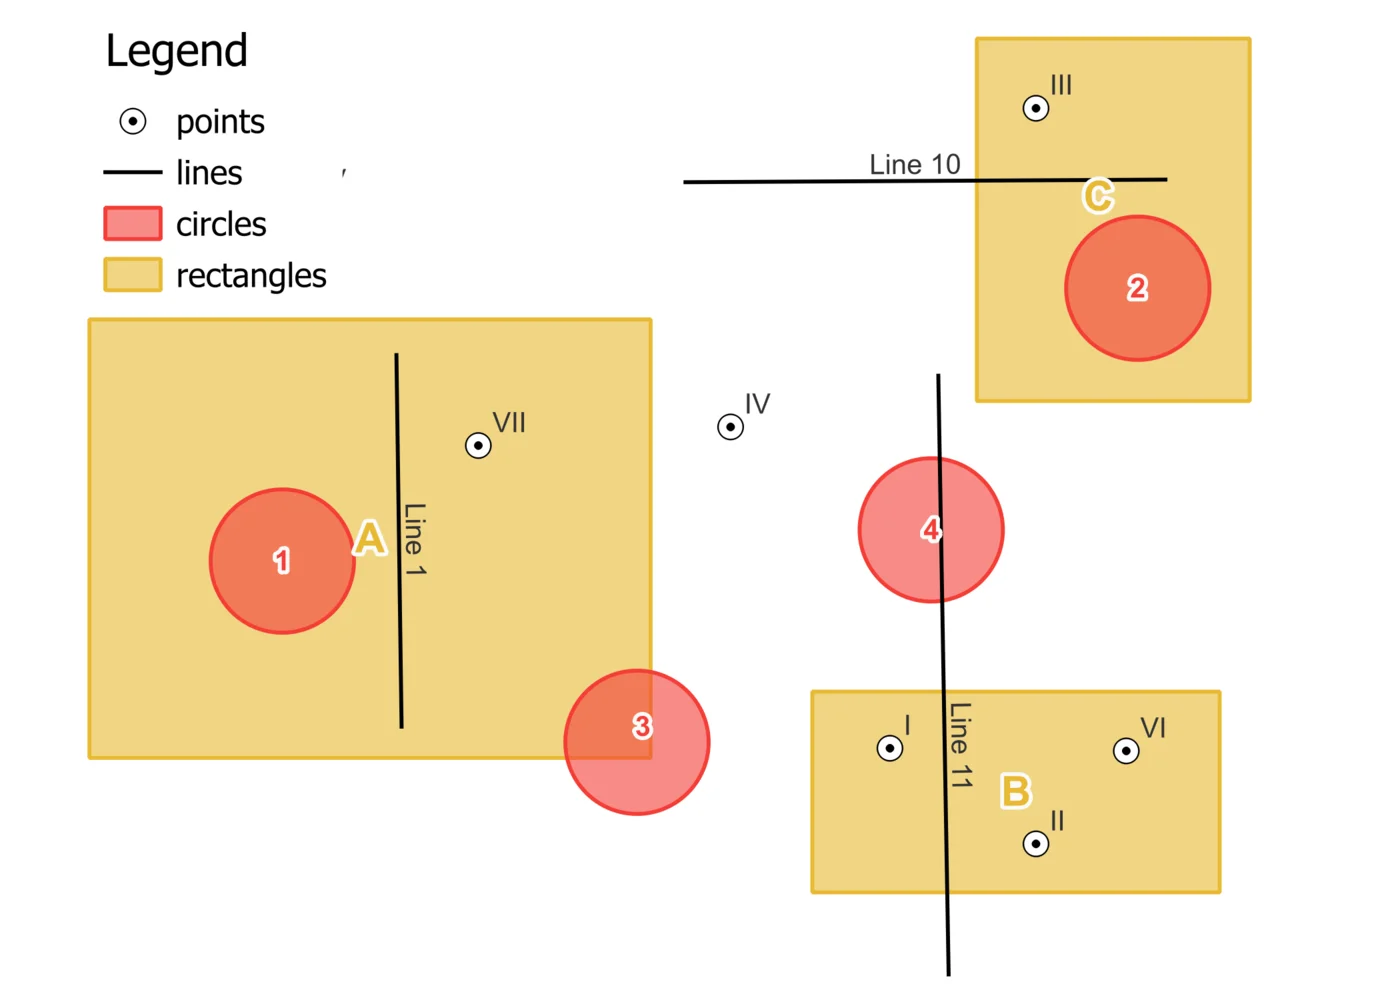 Legend
points
lines
circles
rectangles
III
Line 10
C
2
IV
VII
Line 1
A
1
4
3
Line 11
I
VI
B
II